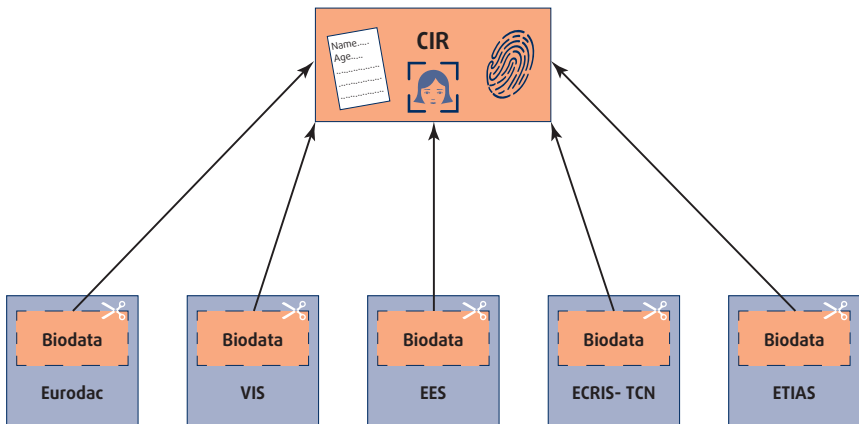 CIR
Name.....
Age.....
Biodata
Biodata
Biodata
Biodata
Biodata
Eurodac
VIS
EES
ECRIS- TCN
ETIAS